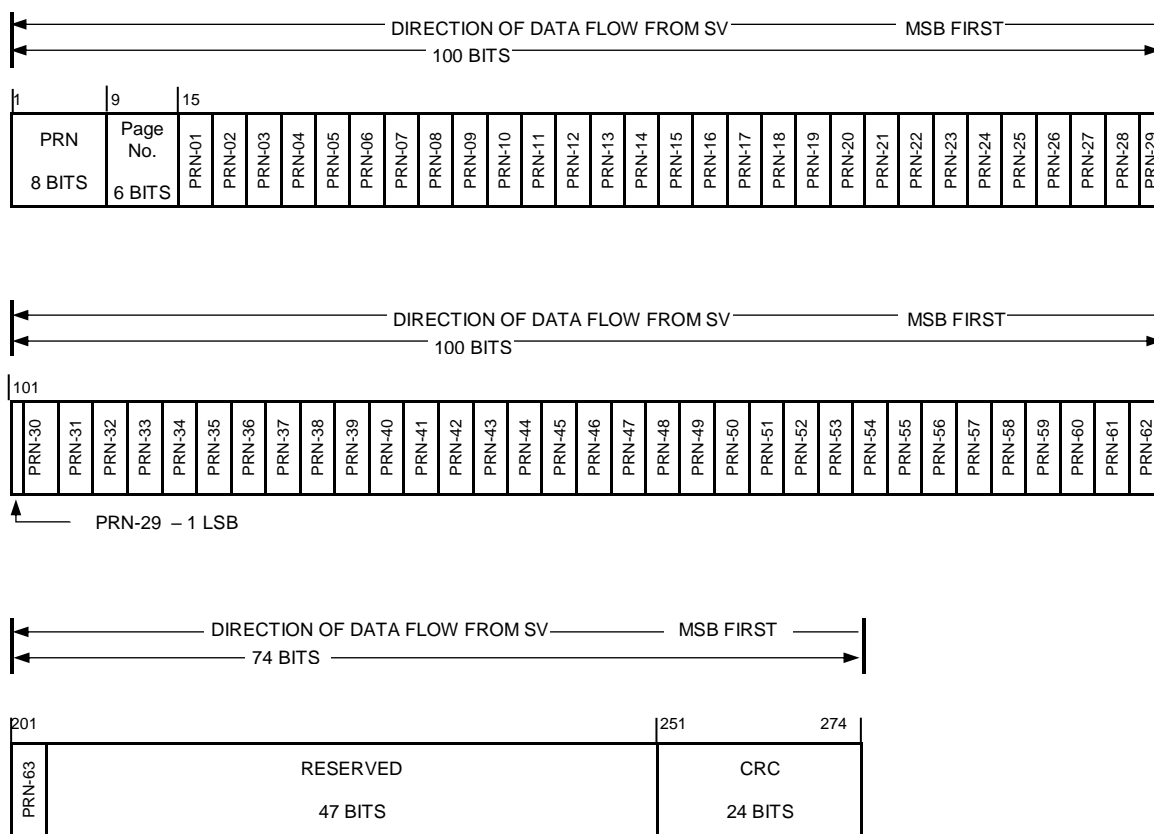 DIRECTION OF DATA FLOW FROM SV MSB FIRST
100 BITS
1 9 15
PRN
8 BITS
Page
No.
6 BITS
PRN-01
PRN-02
PRN-03
PRN-04
PRN-05
PRN-06
PRN-07
PRN-08
PRN-09
PRN-10
PRN-11
PRN-12
PRN-13
PRN-14
PRN-15
PRN-16
PRN-17
PRN-18
PRN-19
PRN-20
PRN-21
PRN-22
PRN-23
PRN-24
PRN-25
PRN-26
PRN-27
PRN-28
PRN-29
DIRECTION OF DATA FLOW FROM SV MSB FIRST
100 BITS
101
PRN-30
PRN-31
PRN-32
PRN-33
PRN-34
PRN-35
PRN-36
PRN-37
PRN-38
PRN-39
PRN-40
PRN-41
PRN-42
PRN-43
PRN-44
PRN-45
PRN-46
PRN-47
PRN-48
PRN-49
PRN-50
PRN-51
PRN-52
PRN-53
PRN-54
PRN-55
PRN-56
PRN-57
PRN-58
PRN-59
PRN-60
PRN-61
PRN-62
PRN-29 – 1 LSB
DIRECTION OF DATA FLOW FROM SV MSB FIRST
74 BITS
201 251 274
PRN-63
RESERVED
47 BITS
CRC
24 BITS